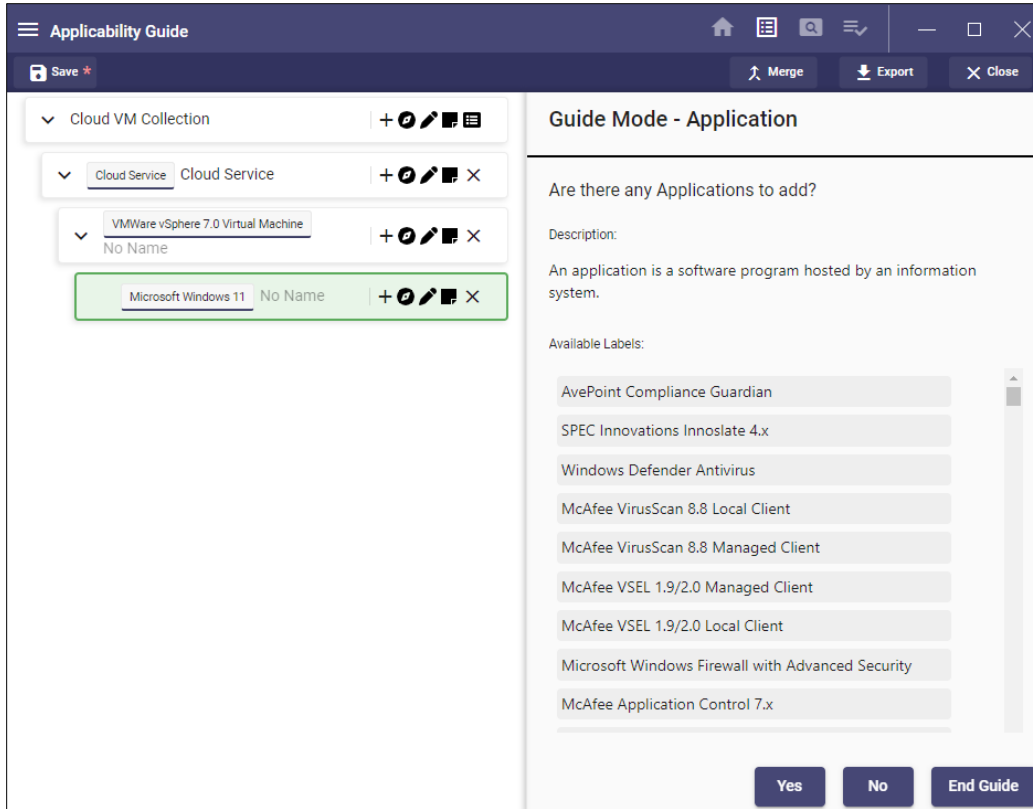 Applicability Guide
Save *
Merge
Export
Close
Cloud VM Collection
Cloud Service Cloud Service
VMWare vSphere 7.0 Virtual Machine
No Name
Microsoft Windows 11 No Name
Guide Mode - Application
Are there any Applications to add?
Description:
An application is a software program hosted by an information
system.
Available Labels:
AvePoint Compliance Guardian
SPEC Innovations Innoslate 4.x
Windows Defender Antivirus
McAfee VirusScan 8.8 Local Client
McAfee VirusScan 8.8 Managed Client
McAfee VSEL 1.9/2.0 Managed Client
McAfee VSEL 1.9/2.0 Local Client
Microsoft Windows Firewall with Advanced Security
McAfee Application Control 7.x
Yes
No
End Guide